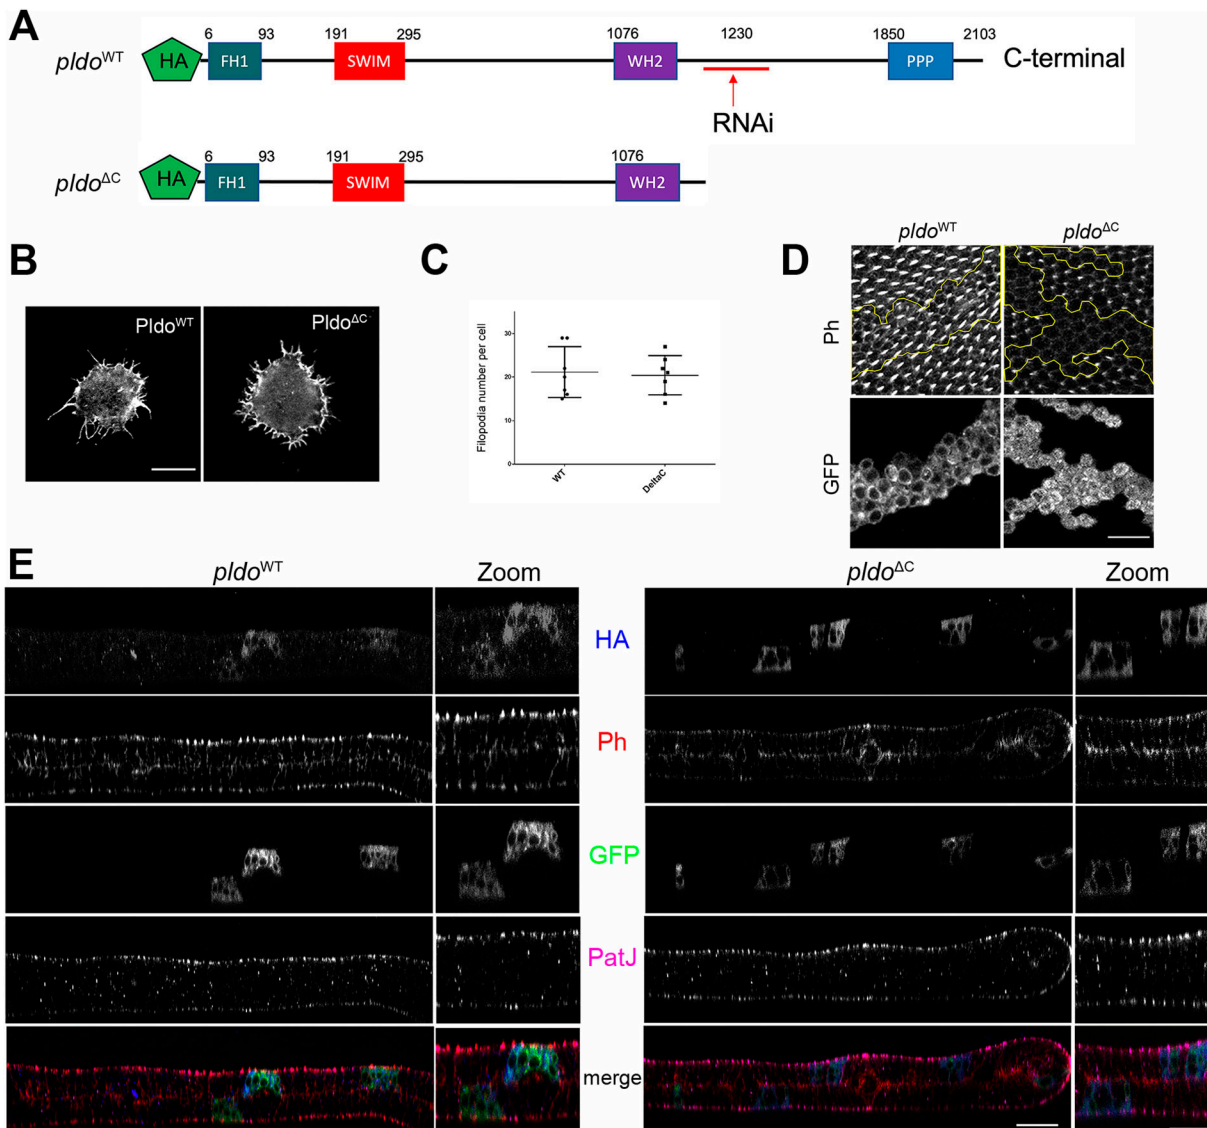 A
6 93 191 295 1076 1230 1850 2103
pldoWT HA FH1 SWIM WH2 PPP C-terminal
RNAi
6 93 191 295 1076
pldoΔC HA FH1 SWIM WH2
B
PldoWT PldoΔC
C
Filopodia number per cell
30
20
10
0
WT DeltaC
D
pldoWT pldoΔC
Ph
GFP
E
pldoWT Zoom pldoΔC Zoom
HA
Ph
GFP
PatJ
merge